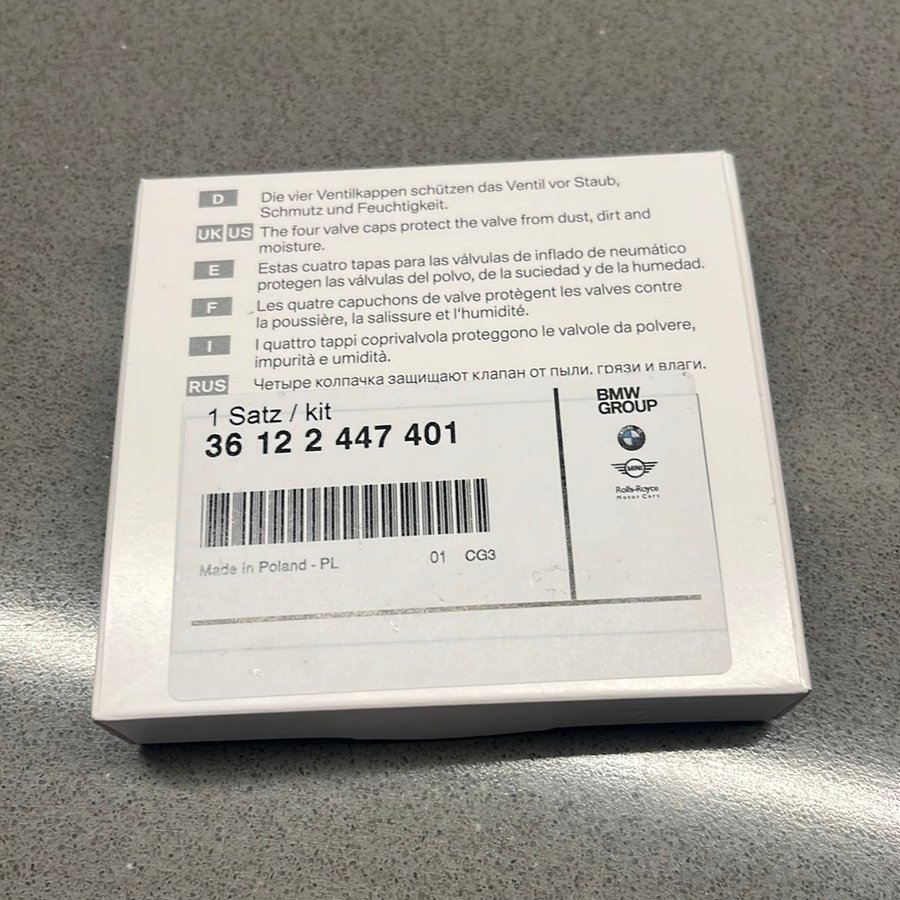 D Die vier Ventilkappen schützen das Ventil vor Staub,
Schmutz und Feuchtigkeit.
UK US The four valve caps protect the valve from dust, dirt and
moisture.
E Estas cuatro tapas para las válvulas de inflado de neumático
protegen las válvulas del polvo, de la suciedad y de la humedad.
F Les quatre capuchons de valve protègent les valves contre
la poussière, la salissure et l'humidité.
I I quattro tappi coprivalvola proteggono le valvole da polvere,
impurità e umidità.
RUS Четыре колпачка защищают клапан от пыли, грязи и влаги.
1 Satz / kit
36 12 2 447 401
Made in Poland - PL 01 CG3
BMW
GROUP
MINI
Rolls-Royce
Motor Cars